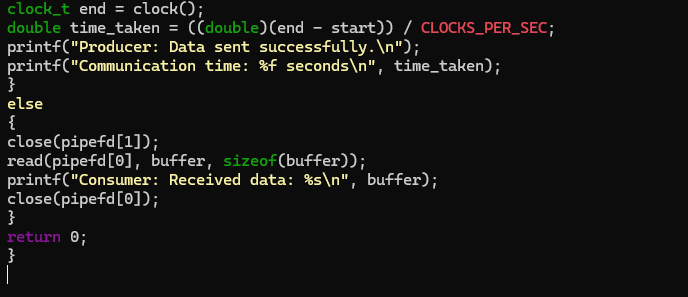 clock_t end = clock();
double time_taken = ((double)(end - start)) / CLOCKS_PER_SEC;
printf("Producer: Data sent successfully.\n");
printf("Communication time: %f seconds\n", time_taken);
}
else
{
close(pipefd[1]);
read(pipefd[0], buffer, sizeof(buffer));
printf("Consumer: Received data: %s\n", buffer);
close(pipefd[0]);
}
return 0;
}